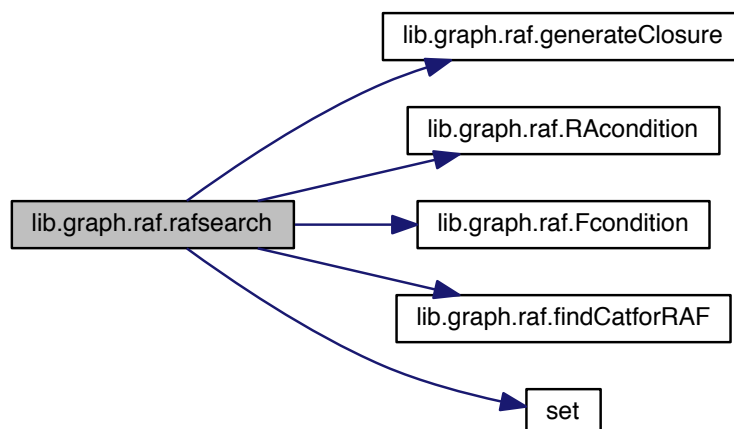 lib.graph.raf.generateClosure
lib.graph.raf.RAcondition
lib.graph.raf.rafsearch
lib.graph.raf.Fcondition
lib.graph.raf.findCatforRAF
set